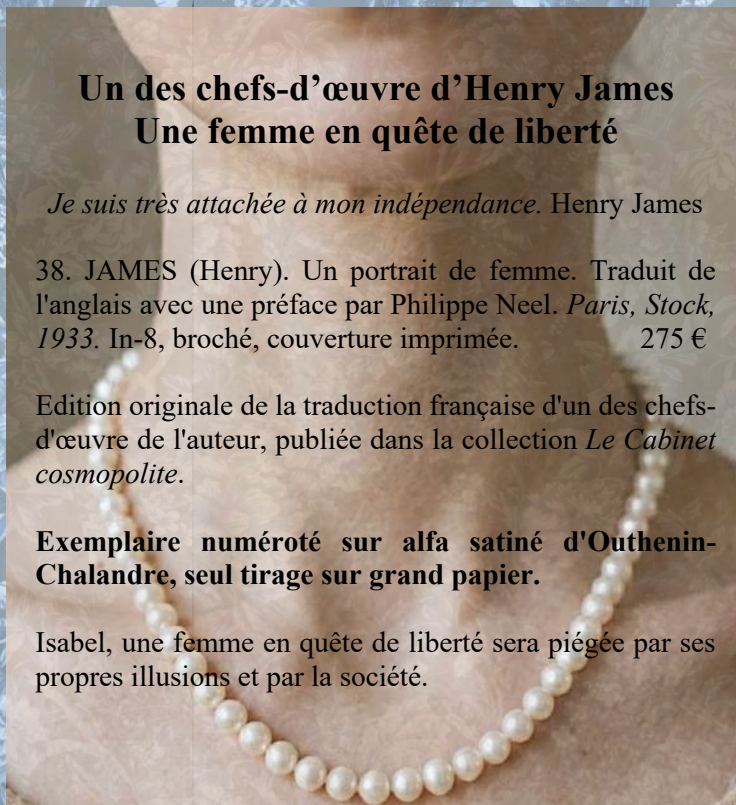 Un des chefs-d’œuvre d’Henry James
Une femme en quête de liberté
Je suis très attachée à mon indépendance. Henry James
38. JAMES (Henry). Un portrait de femme. Traduit de
l'anglais avec une préface par Philippe Neel. Paris, Stock,
1933. In-8, broché, couverture imprimée. 275 €
Edition originale de la traduction française d'un des chefs-
d'œuvre de l'auteur, publiée dans la collection Le Cabinet
cosmopolite.
Exemplaire numéroté sur alfa satiné d'Outhenin-
Chalandre, seul tirage sur grand papier.
Isabel, une femme en quête de liberté sera piégée par ses
propres illusions et par la société.